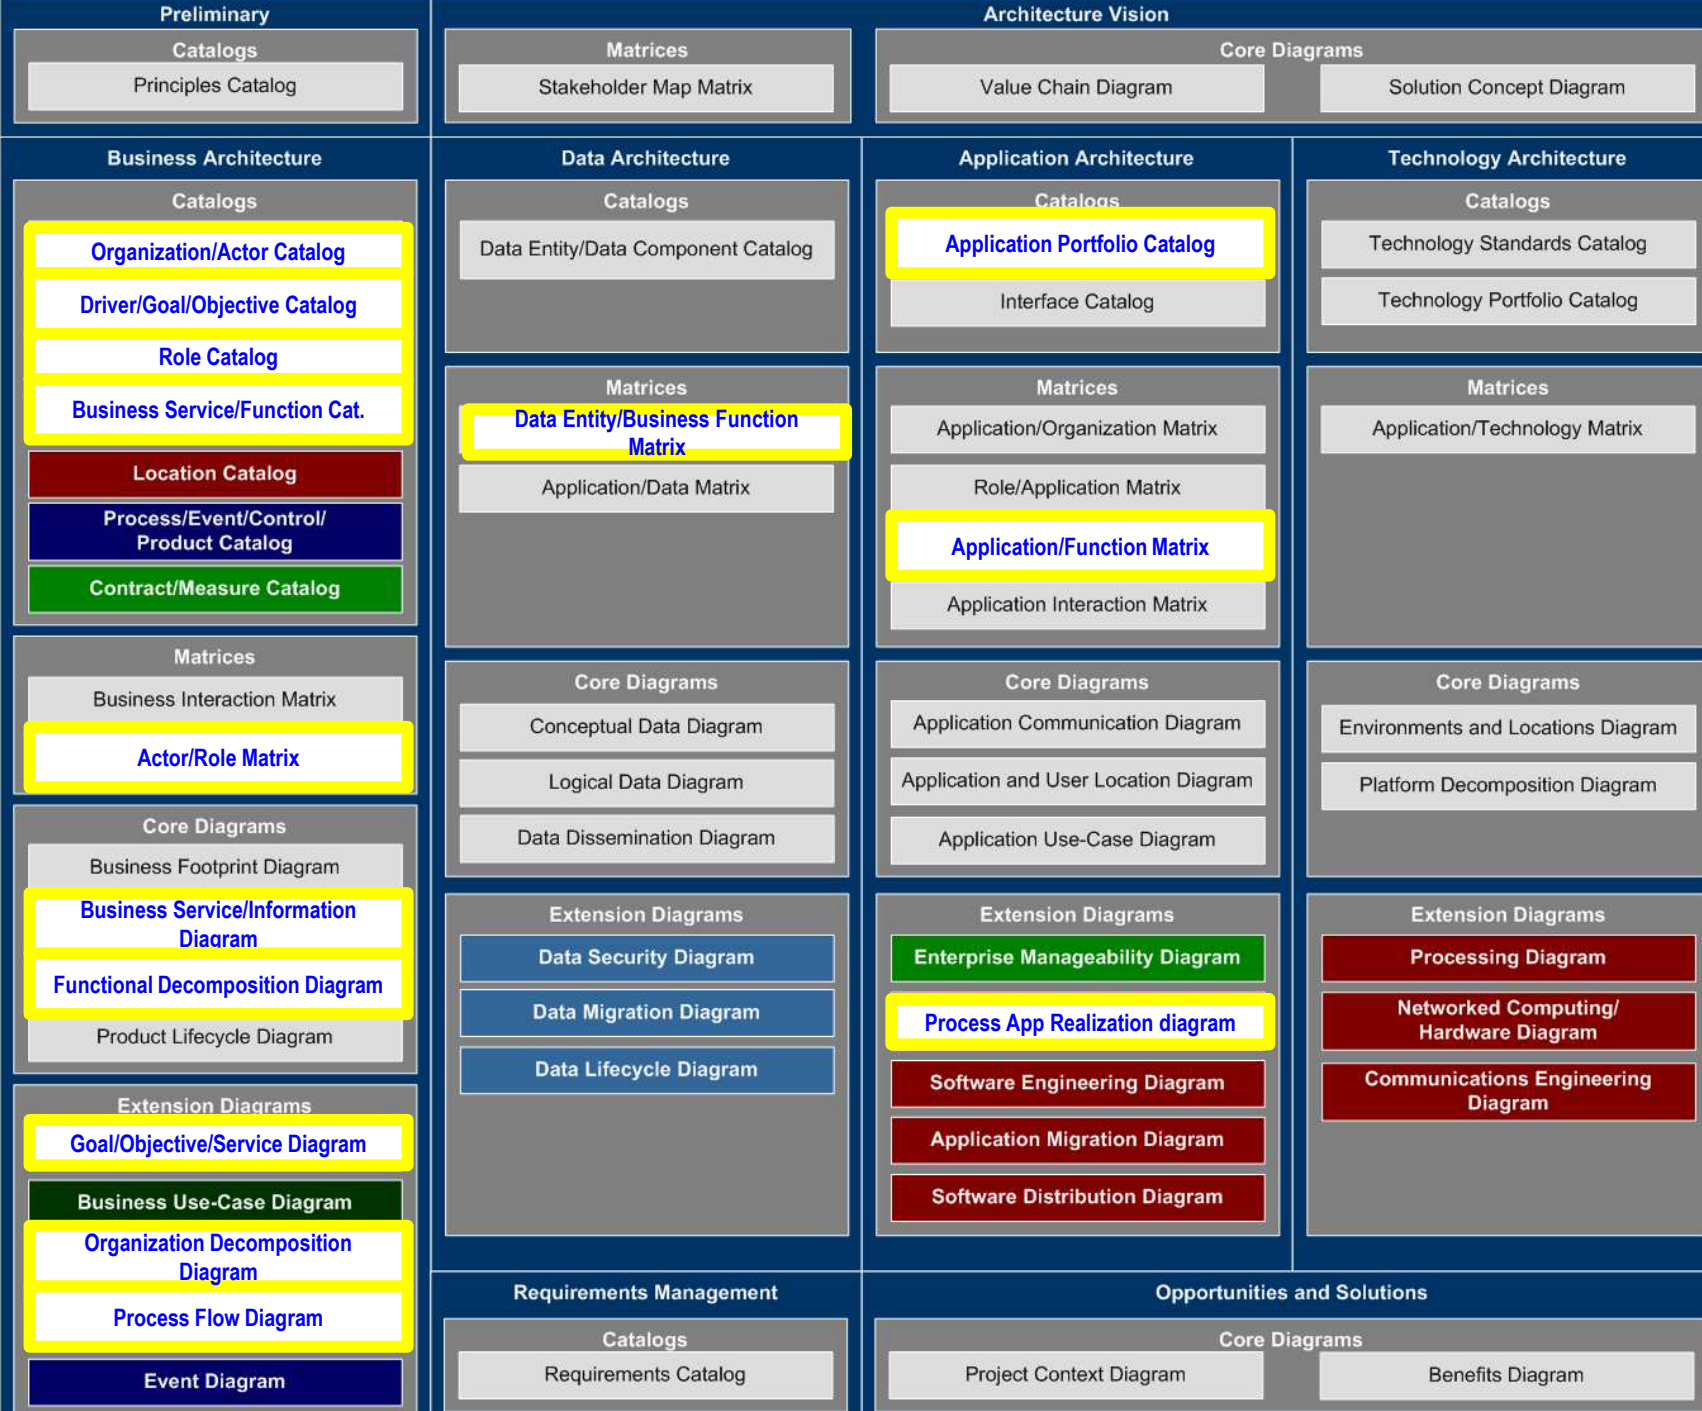 Preliminary
Catalogs
Principles Catalog
Architecture Vision
Matrices
Stakeholder Map Matrix
Core Diagrams
Value Chain Diagram
Solution Concept Diagram
Business Architecture
Catalogs
Organization/Actor Catalog
Driver/Goal/Objective Catalog
Role Catalog
Business Service/Function Cat.
Location Catalog
Process/Event/Control/
Product Catalog
Contract/Measure Catalog
Matrices
Business Interaction Matrix
Actor/Role Matrix
Core Diagrams
Business Footprint Diagram
Business Service/Information
Diagram
Functional Decomposition Diagram
Product Lifecycle Diagram
Extension Diagrams
Goal/Objective/Service Diagram
Business Use-Case Diagram
Organization Decomposition
Diagram
Process Flow Diagram
Event Diagram
Data Architecture
Catalogs
Data Entity/Data Component Catalog
Matrices
Data Entity/Business Function
Matrix
Application/Data Matrix
Core Diagrams
Conceptual Data Diagram
Logical Data Diagram
Data Dissemination Diagram
Extension Diagrams
Data Security Diagram
Data Migration Diagram
Data Lifecycle Diagram
Application Architecture
Catalogs
Application Portfolio Catalog
Interface Catalog
Matrices
Application/Organization Matrix
Role/Application Matrix
Application/Function Matrix
Application Interaction Matrix
Core Diagrams
Application Communication Diagram
Application and User Location Diagram
Application Use-Case Diagram
Extension Diagrams
Enterprise Manageability Diagram
Process App Realization diagram
Software Engineering Diagram
Application Migration Diagram
Software Distribution Diagram
Technology Architecture
Catalogs
Technology Standards Catalog
Technology Portfolio Catalog
Matrices
Application/Technology Matrix
Core Diagrams
Environments and Locations Diagram
Platform Decomposition Diagram
Extension Diagrams
Processing Diagram
Networked Computing/
Hardware Diagram
Communications Engineering
Diagram
Requirements Management
Catalogs
Requirements Catalog
Opportunities and Solutions
Core Diagrams
Project Context Diagram
Benefits Diagram